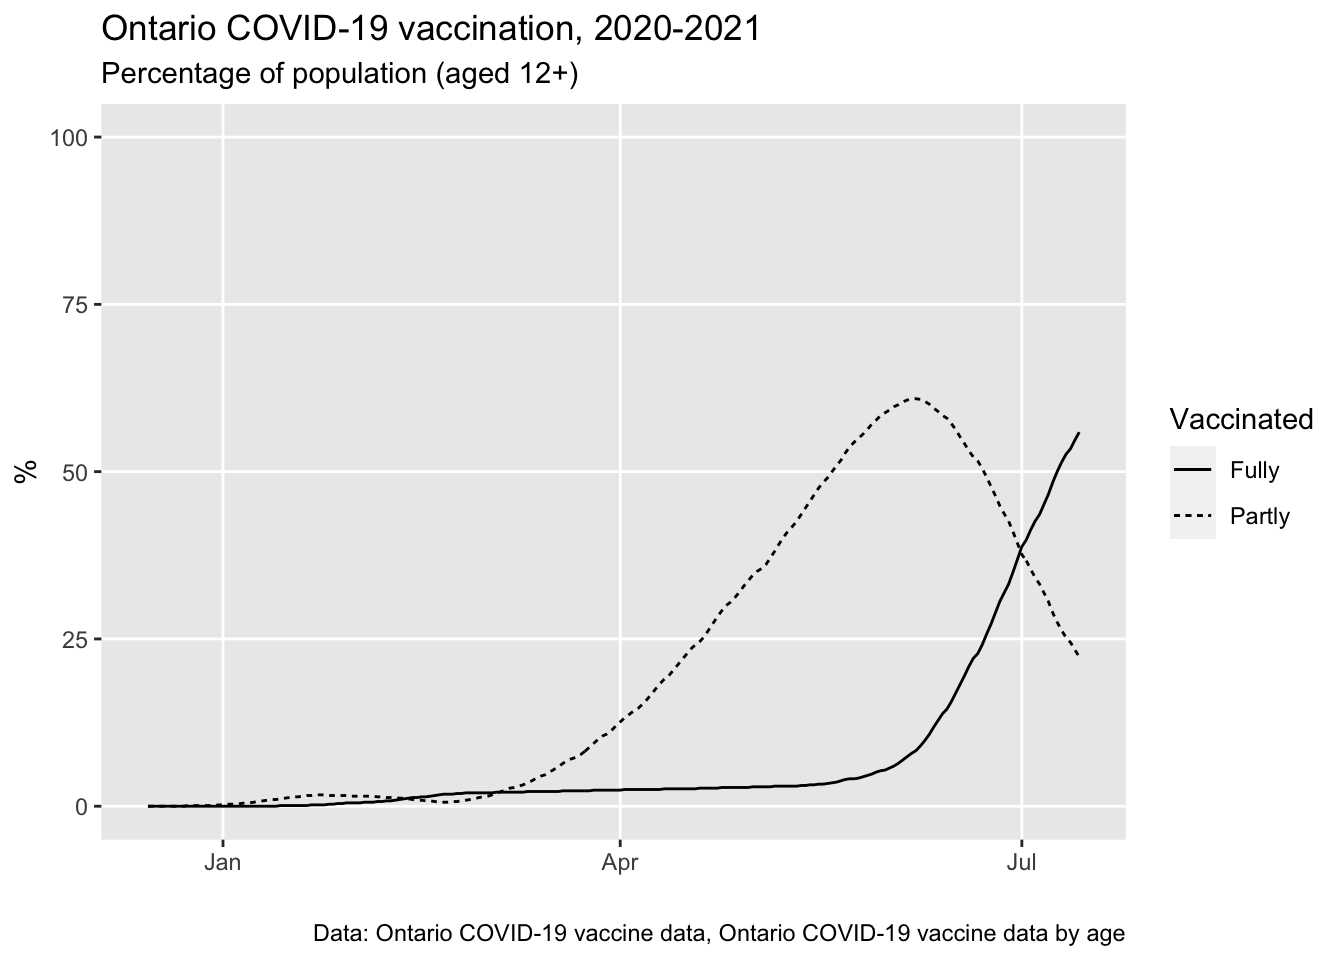 Ontario COVID-19 vaccination, 2020-2021
Percentage of population (aged 12+)
100
75
50
25
0
%
Jan
Apr
Jul
Vaccinated
Fully
Partly
Data: Ontario COVID-19 vaccine data, Ontario COVID-19 vaccine data by age